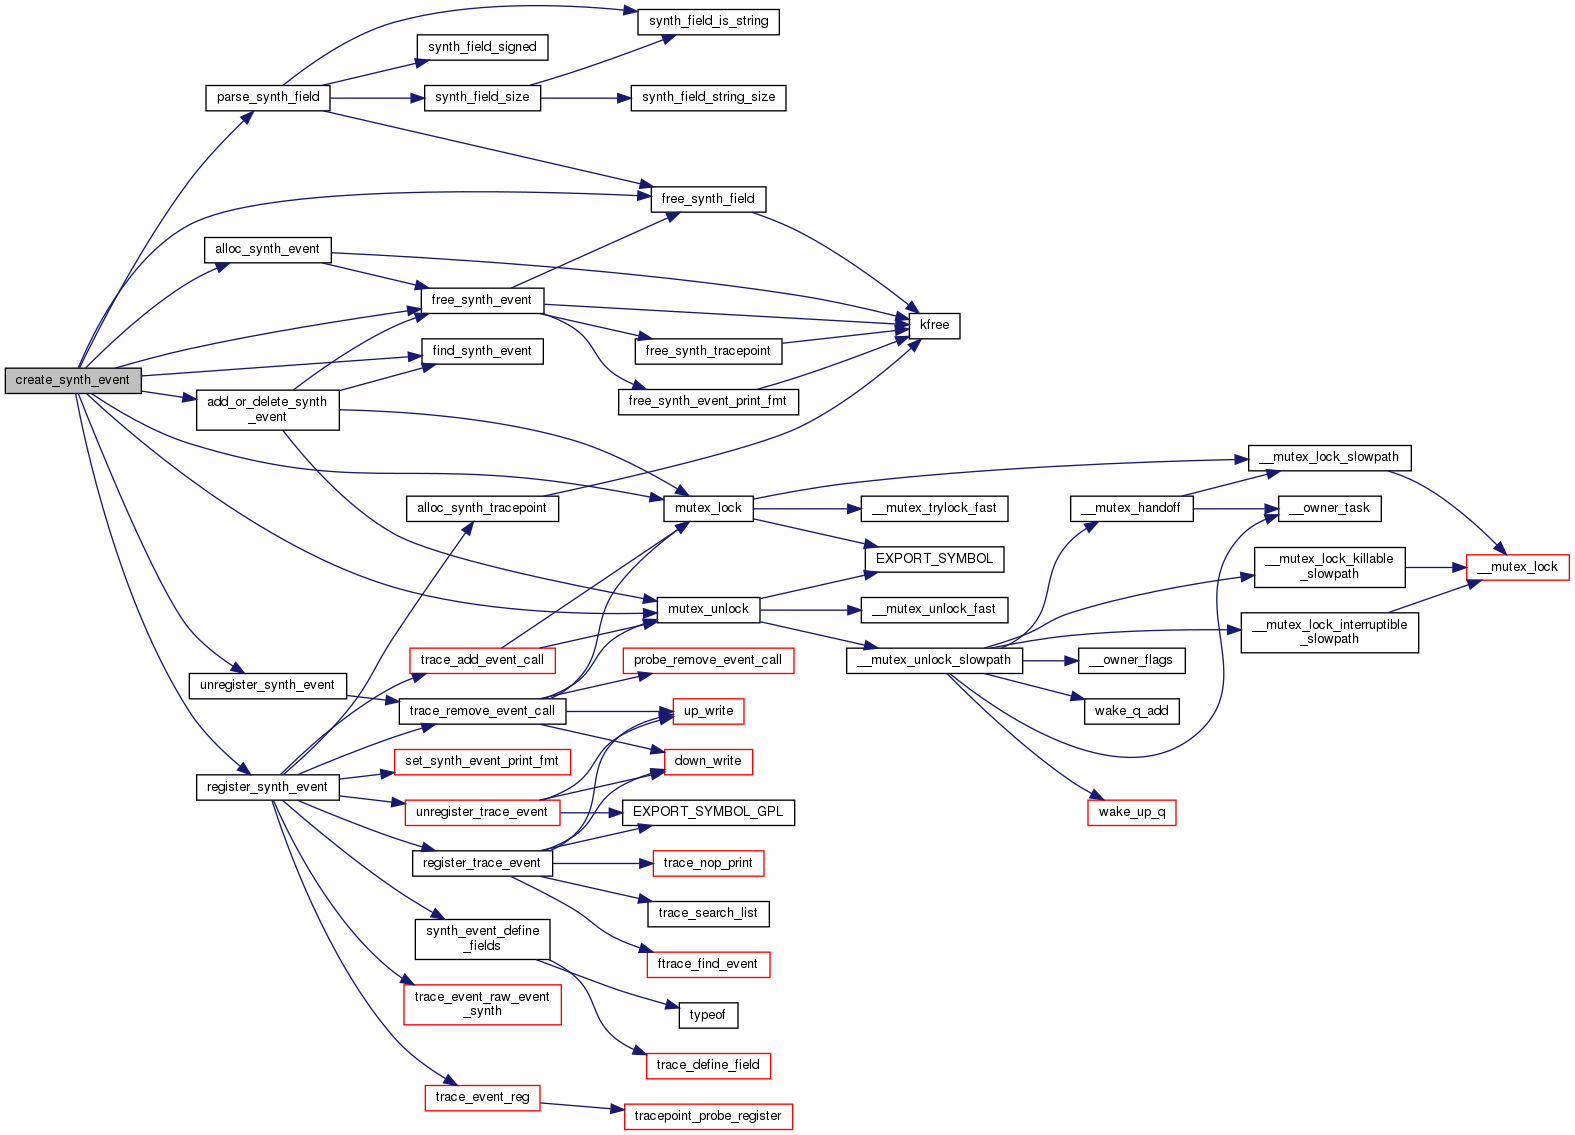 synth_field_is_string
synth_field_signed
parse_synth_field
synth_field_size
synth_field_string_size
free_synth_field
alloc_synth_event
free_synth_event
kfree
find_synth_event
free_synth_tracepoint
create_synth_event
add_or_delete_synth
_event
free_synth_event_print_fmt
__mutex_lock_slowpath
alloc_synth_tracepoint
mutex_lock
__mutex_trylock_fast
__mutex_handoff
__owner_task
EXPORT_SYMBOL
__mutex_lock_killable
_slowpath
__mutex_lock
mutex_unlock
__mutex_unlock_fast
__mutex_lock_interruptible
_slowpath
trace_add_event_call
probe_remove_event_call
__mutex_unlock_slowpath
__owner_flags
unregister_synth_event
trace_remove_event_call
up_write
wake_q_add
set_synth_event_print_fmt
down_write
register_synth_event
unregister_trace_event
EXPORT_SYMBOL_GPL
wake_up_q
register_trace_event
trace_nop_print
trace_search_list
synth_event_define
_fields
ftrace_find_event
trace_event_raw_event
_synth
typeof
trace_define_field
trace_event_reg
tracepoint_probe_register